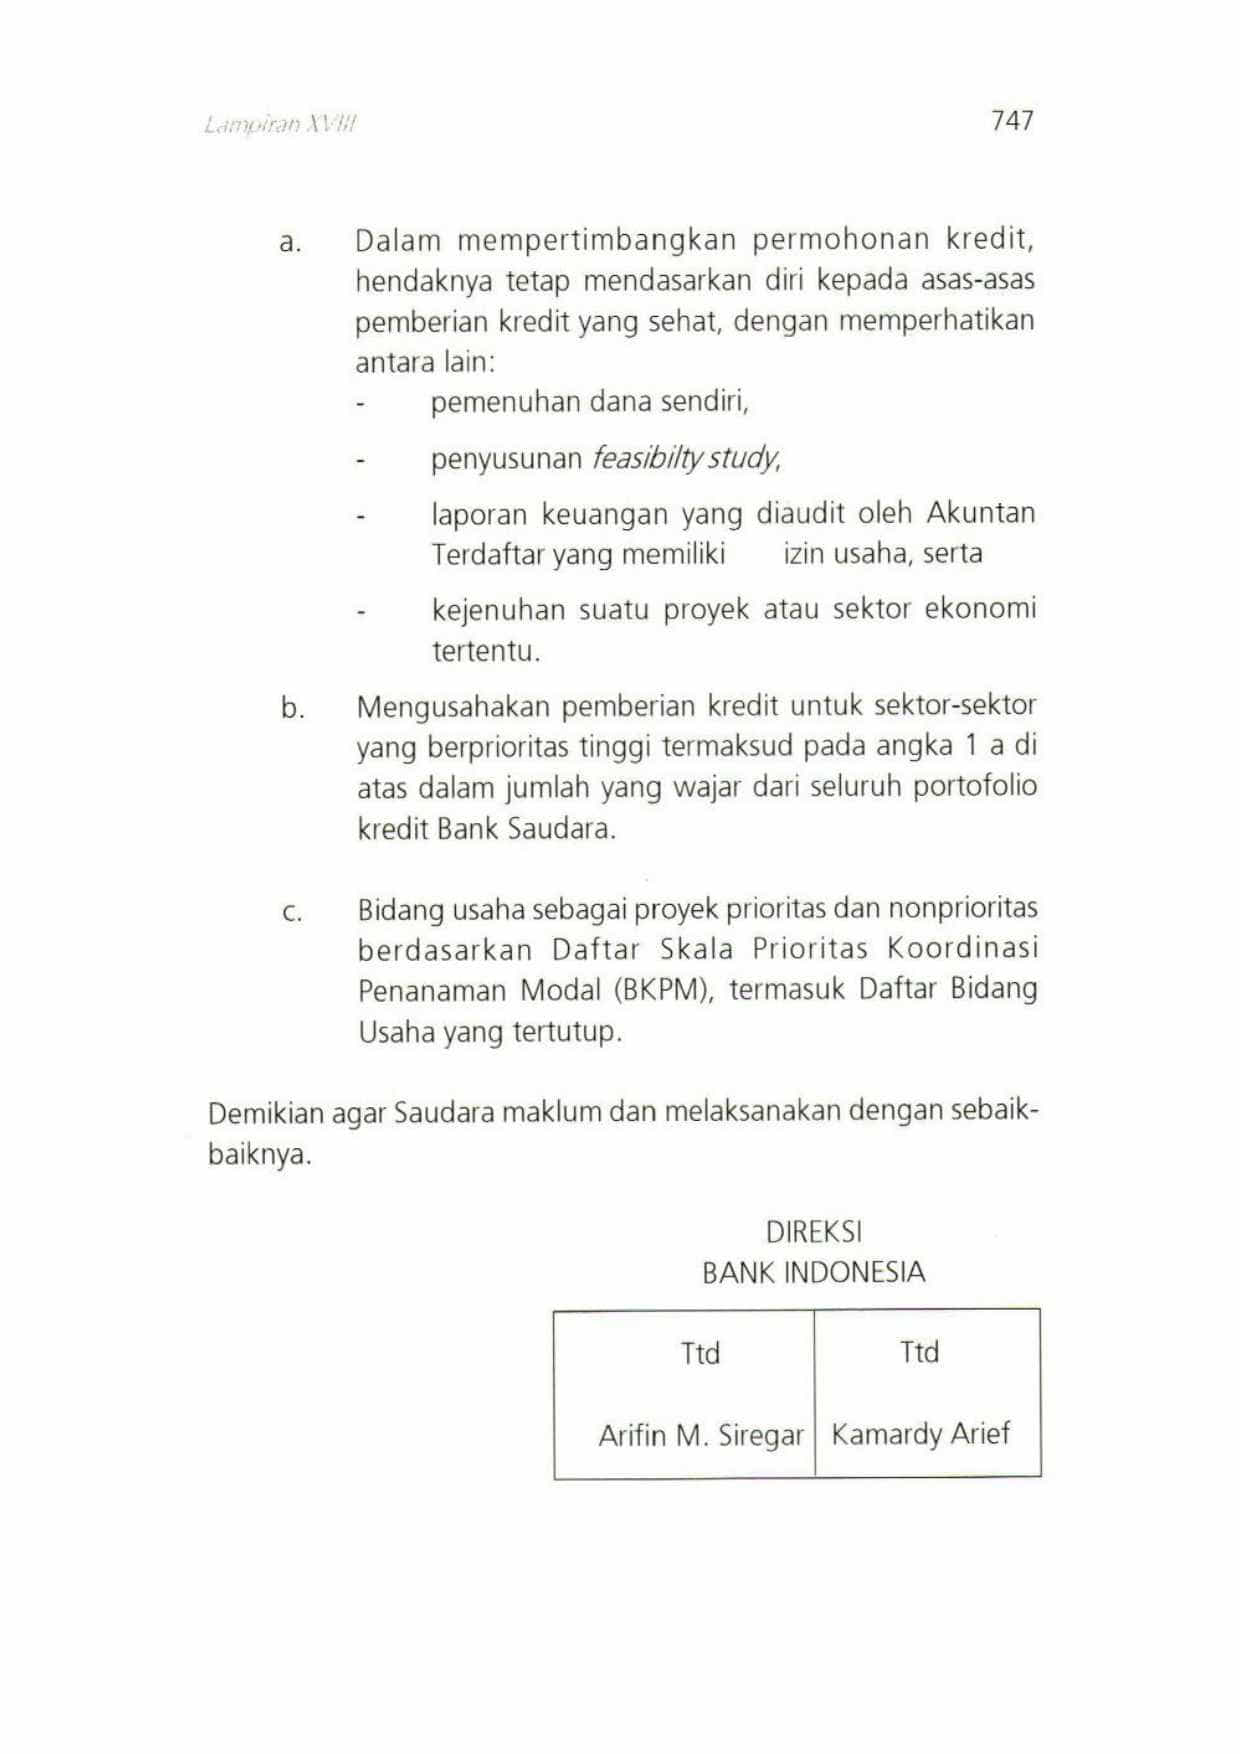 Lampiran XVIII 747
a. Dalam mempertimbangkan permohonan kredit,
hendaknya tetap mendasarkan diri kepada asas-asas
pemberian kredit yang sehat, dengan memperhatikan
antara lain:
- pemenuhan dana sendiri,
- penyusunan feasibilty study,
- laporan keuangan yang diaudit oleh Akuntan
Terdaftar yang memiliki izin usaha, serta
- kejenuhan suatu proyek atau sektor ekonomi
tertentu.
b. Mengusahakan pemberian kredit untuk sektor-sektor
yang berprioritas tinggi termaksud pada angka 1 a di
atas dalam jumlah yang wajar dari seluruh portofolio
kredit Bank Saudara.
c. Bidang usaha sebagai proyek prioritas dan nonprioritas
berdasarkan Daftar Skala Prioritas Koordinasi
Penanaman Modal (BKPM), termasuk Daftar Bidang
Usaha yang tertutup.
Demikian agar Saudara maklum dan melaksanakan dengan sebaik-
baiknya.
DIREKSI
BANK INDONESIA
Ttd Ttd
Arifin M. Siregar Kamardy Arief